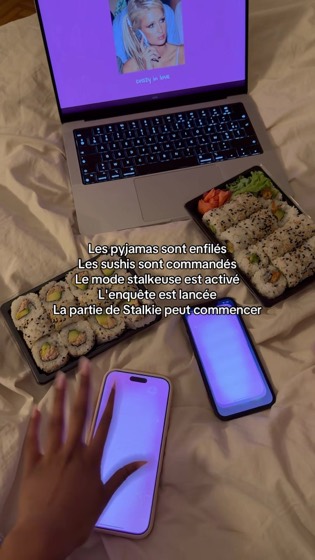 Les pyjamas sont enfilés
Les sushis sont commandés
Le mode stalkeuse est activé
L'enquête est lancée
La partie de Stalkie peut commencer